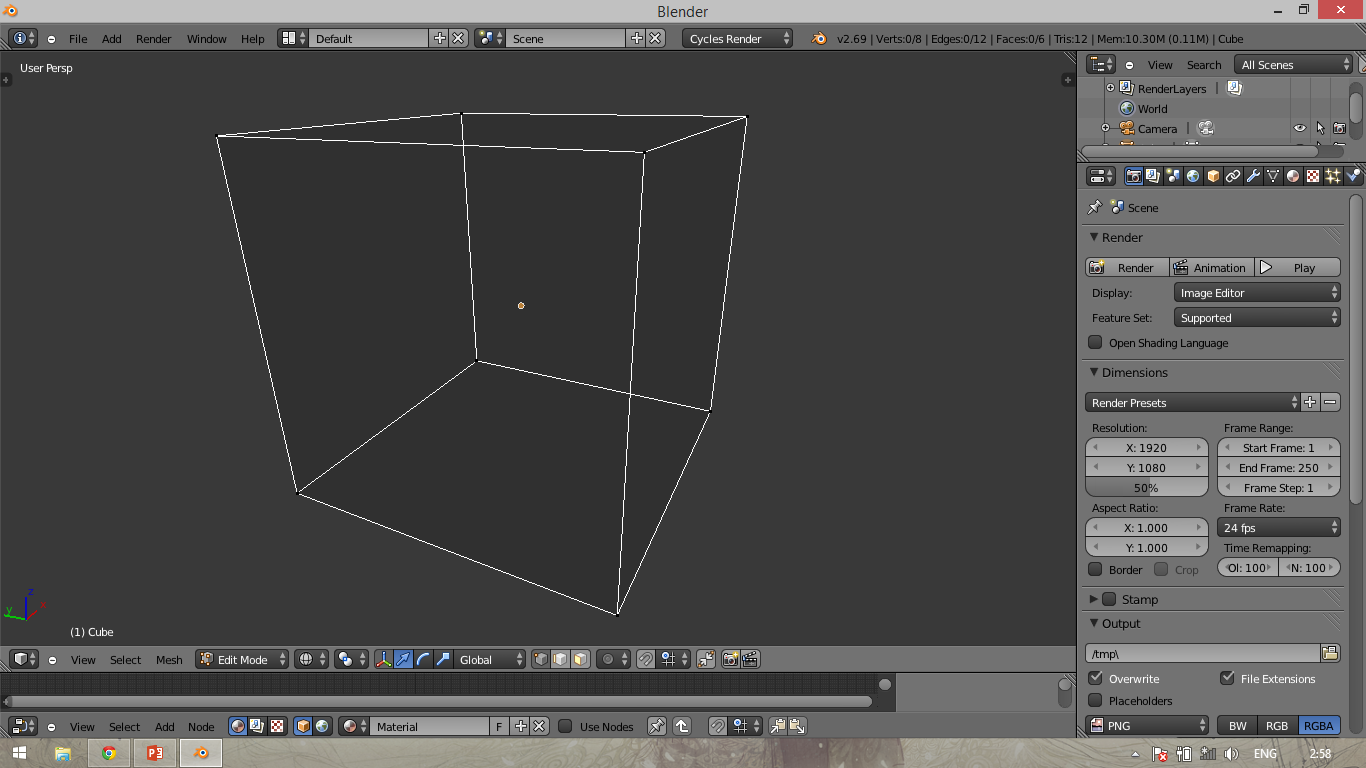 Blender
File Add Render Window Help Default Scene Cycles Render v2.69 | Verts:0/8 | Edges:0/12 | Faces:0/6 | Tris:12 | Mem:10.30M (0.11M) | Cube
User Persp
View Search All Scenes
RenderLayers
World
Camera
Scene
Render
Render Animation Play
Display: Image Editor
Feature Set: Supported
Open Shading Language
Dimensions
Render Presets
Resolution: Frame Range:
X: 1920 Start Frame: 1
Y: 1080 End Frame: 250
50% Frame Step: 1
Aspect Ratio: Frame Rate:
X: 1.000 24 fps
Y: 1.000 Time Remapping:
Border Crop Ol: 100 N: 100
Stamp
Output
/tmp\
Overwrite File Extensions
Placeholders
PNG BW RGB RGBA
z
y x
(1) Cube
View Select Mesh Edit Mode Global
View Select Add Node Material F Use Nodes
ENG 2:58